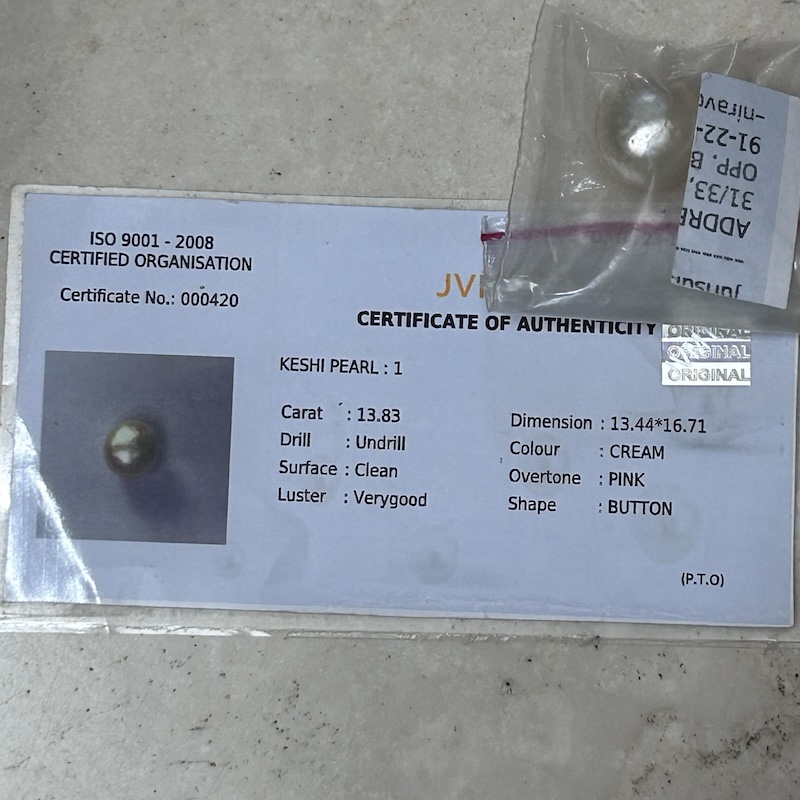 ISO 9001 - 2008
CERTIFIED ORGANISATION
Certificate No.: 000420
CERTIFICATE OF AUTHENTICITY
ORIGINAL
ORIGINAL
ORIGINAL
KESHI PEARL : 1
Carat : 13.83
Drill : Undrill
Surface : Clean
Luster : Verygood
Dimension : 13.44*16.71
Colour : CREAM
Overtone : PINK
Shape : BUTTON
(P.T.O)
ADDRE
31/33,
OPP. B
91-22-
-nirav